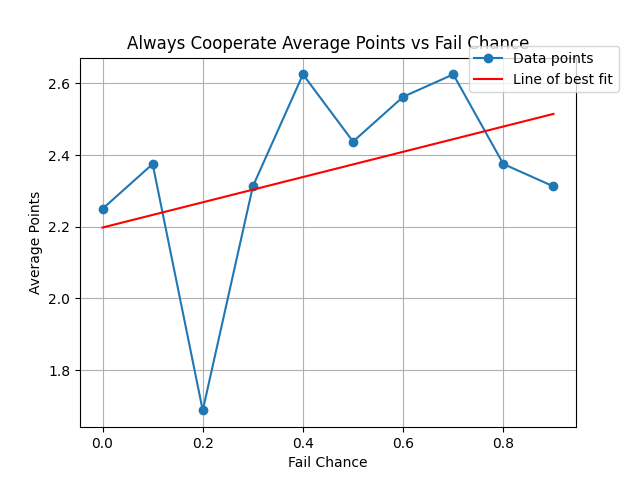 Always Cooperate Average Points vs Fail Chance
Data points
Line of best fit
2.6
2.4
2.2
2.0
1.8
Average Points
0.0 0.2 0.4 0.6 0.8
Fail Chance